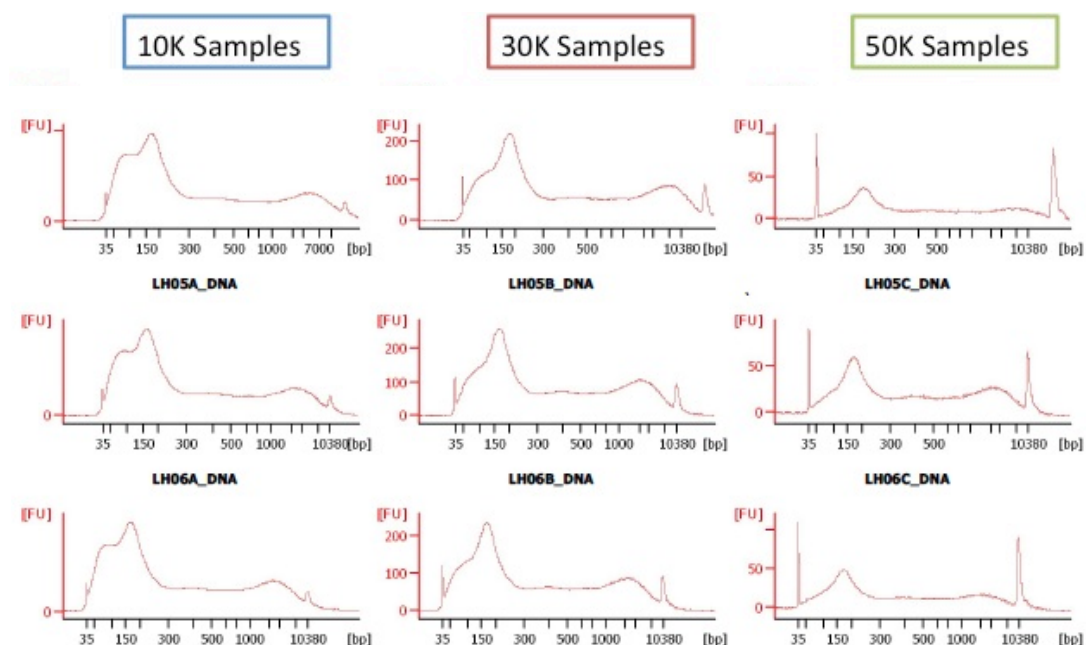 10K Samples 30K Samples 50K Samples
[FU] [FU] [FU]
200
100 50
0 0 0
35 150 300 500 1000 7000 [bp] 35 150 300 500 10380 [bp] 35 150 300 500 10380 [bp]
LH05A_DNA LH05B_DNA LH05C_DNA
[FU] [FU] [FU]
200 50
100
0 0 0
35 150 300 500 1000 10380 [bp] 35 150 300 500 1000 10380 [bp] 35 150 300 500 10380 [bp]
LH06A_DNA LH06B_DNA LH06C_DNA
[FU] [FU] [FU]
200
100 50
0 0 0
35 150 300 500 1000 10380 [bp] 35 150 300 500 1000 10380 [bp] 35 150 300 500 1000 10380 [bp]